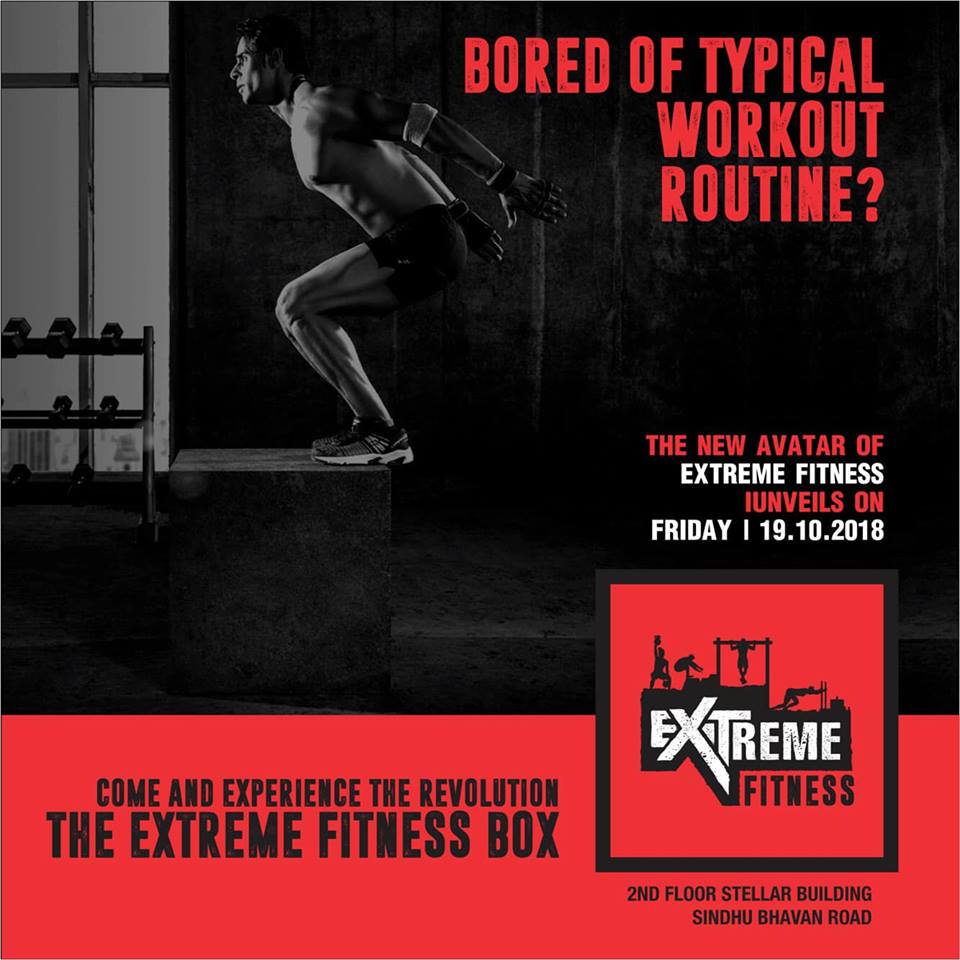 BORED OF TYPICAL
WORKOUT
ROUTINE?
THE NEW AVATAR OF
EXTREME FITNESS
IUNVEILS ON
FRIDAY | 19.10.2018
EXTREME
FITNESS
COME AND EXPERIENCE THE REVOLUTION
THE EXTREME FITNESS BOX
2ND FLOOR STELLAR BUILDING
SINDHU BHAVAN ROAD